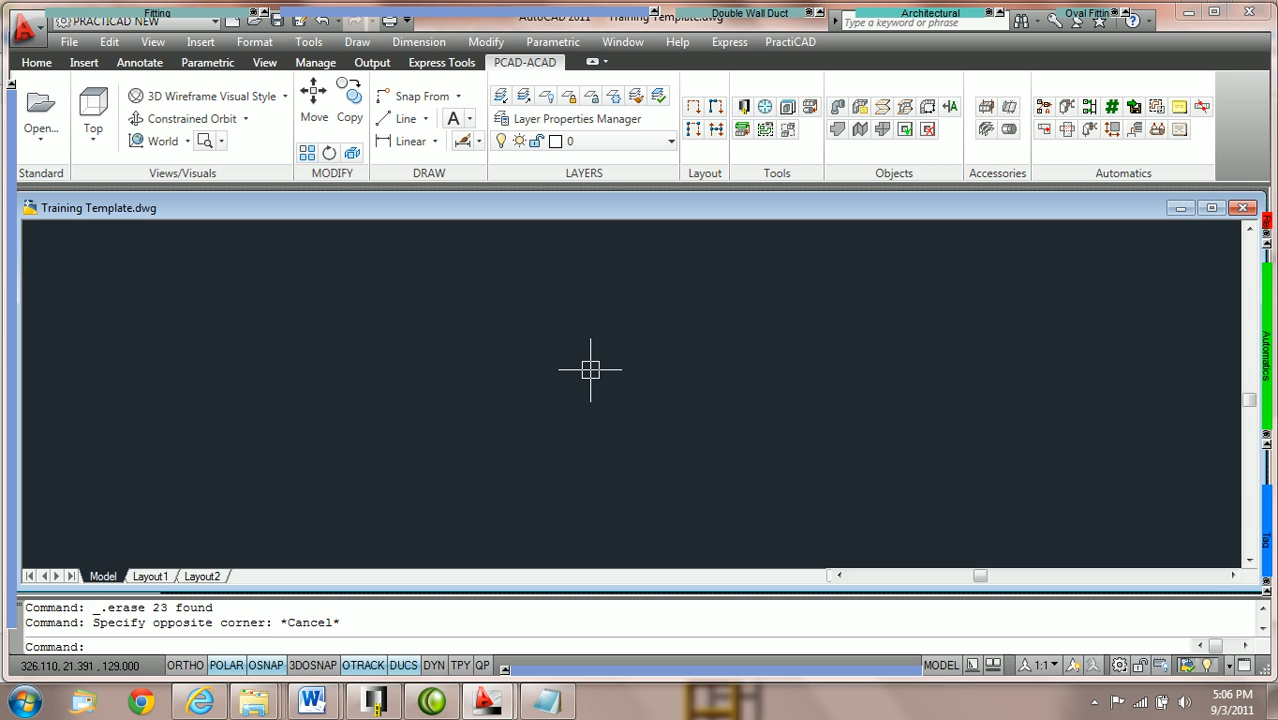 Fitting
Double Wall Duct
Architectural
Oval Fittin
PRACTICAD NEW
AutoCAD 2011
Training Template.dwg
Type a keyword or phrase
File Edit View Insert Format Tools Draw Dimension Modify Parametric Window Help Express PractiCAD
Home Insert Annotate Parametric View Manage Output Express Tools PCAD-ACAD
3D Wireframe Visual Style
Snap From
Open...
Top
Constrained Orbit
Move Copy
Line
A
Layer Properties Manager
World
Linear
0
Standard Views/Visuals MODIFY DRAW LAYERS Layout Tools Objects Accessories Automatics
Training Template.dwg
Automatics
Tag
Model Layout1 Layout2
Command: _.erase 23 found
Command: Specify opposite corner: *Cancel*
Command:
326.110, 21.391 , 129.000 ORTHO POLAR OSNAP 3DOSNAP OTRACK DUCS DYN TPY QP MODEL 1:1
5:06 PM
9/3/2011